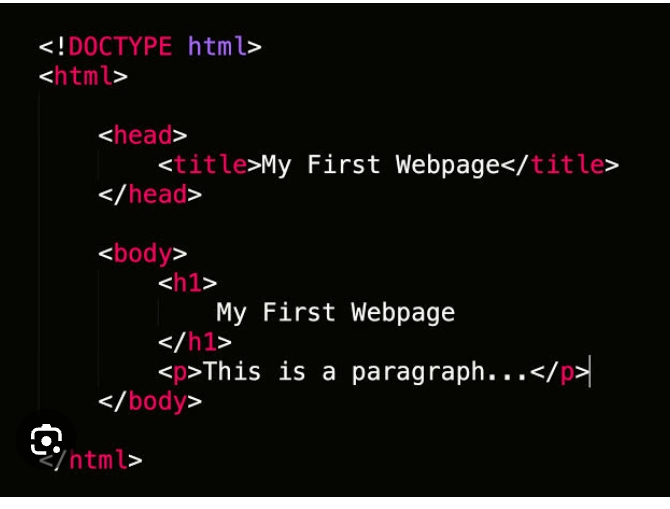 <!DOCTYPE html>
<html>
<head>
<title>My First Webpage</title>
</head>
<body>
<h1>
My First Webpage
</h1>
<p>This is a paragraph...</p>
</body>
</html>